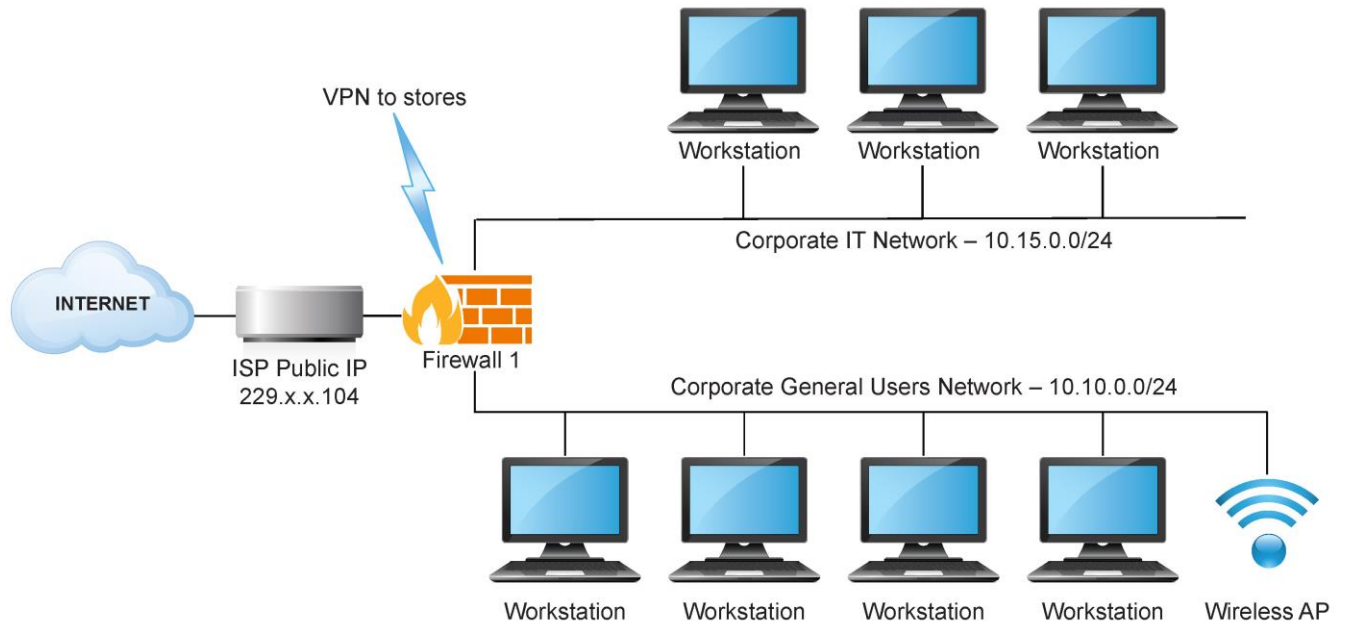 VPN to stores
Workstation
Workstation
Workstation
Corporate IT Network – 10.15.0.0/24
INTERNET
ISP Public IP
229.x.x.104
Firewall 1
Corporate General Users Network – 10.10.0.0/24
Workstation
Workstation
Workstation
Workstation
Wireless AP